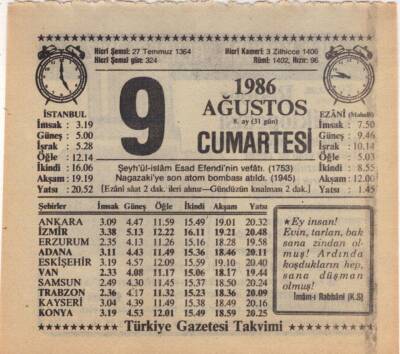 Hicri Şemsî: 27 Temmuz 1364
Hicri Şemsî gün: 324
Hicri Kamerî: 3 Zilhicce 1406
Rûmî: 1402, Hızır: 96
İSTANBUL
İmsak : 3.19
Güneş : 5.00
İşrak : 5.28
Öğle : 12.14
İkindi : 16.06
Akşam : 19.19
Yatsı : 20.52
9
1986
AĞUSTOS
8. ay (31 gün)
CUMARTESİ
EZÂNÎ (Mahallî)
İmsak : 7.50
Güneş : 9.46
İşrak : 10.14
Öğle : 5.03
İkindi : 8.55
Akşam : 12.00
Yatsı : 1.45
Şeyh'ül-islâm Esad Efendi'nin vefâtı. (1753)
Nagazaki'ye son atom bombası atıldı. (1945)
[Ezânî sâat 2 dak. ileri alınır—Gündüzün kısalması 2 dak.]
Şehirler İmsak Güneş Öğle İkindi Akşam Yatsı
ANKARA 3.09 4.47 11.59 15.49 19.01 20.32
İZMİR 3.38 5.13 12.22 16.11 19.21 20.48
ERZURUM 2.35 4.13 11.26 15.16 18.28 19.58
ADANA 3.11 4.43 11.49 15.36 18.46 20.11
ESKİŞEHİR 3.19 4.57 12.09 15.59 19.10 20.40
VAN 2.33 4.08 11.17 15.06 18.17 19.44
SAMSUN 2.49 4.30 11.45 15.37 18.50 20.24
TRABZON 2.36 4.17 11.32 15.23 18.36 20.09
KAYSERİ 3.04 4.39 11.49 15.38 18.49 20.16
KONYA 3.19 4.53 12.01 15.49 18.59 20.25
★Ey insan!
Evin, tarlan, bak
sana zindan ol-
muş! Ardında
koşdukların hep,
sana düşman
olmuş!
İmâm-ı Rabbânî (K.S)
Türkiye Gazetesi Takvimi